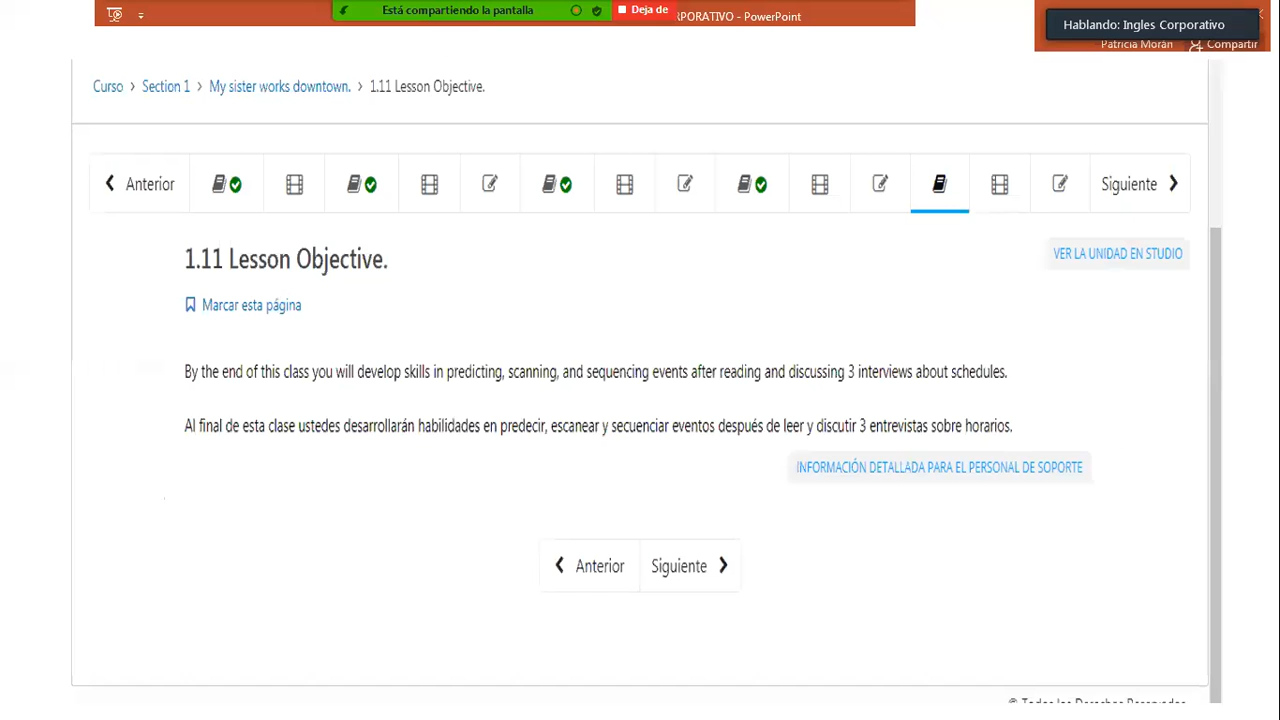 Está compartiendo la pantalla
Deja de
RPORATIVO - PowerPoint
Hablando: Ingles Corporativo
Patricia Morán
Compartir
Curso > Section 1 > My sister works downtown. > 1.11 Lesson Objective.
Anterior
Siguiente
1.11 Lesson Objective.
VER LA UNIDAD EN STUDIO
Marcar esta página
By the end of this class you will develop skills in predicting, scanning, and sequencing events after reading and discussing 3 interviews about schedules.
Al final de esta clase ustedes desarrollarán habilidades en predecir, escanear y secuenciar eventos después de leer y discutir 3 entrevistas sobre horarios.
INFORMACIÓN DETALLADA PARA EL PERSONAL DE SOPORTE
Anterior
Siguiente
© Todos los Derechos Reservados